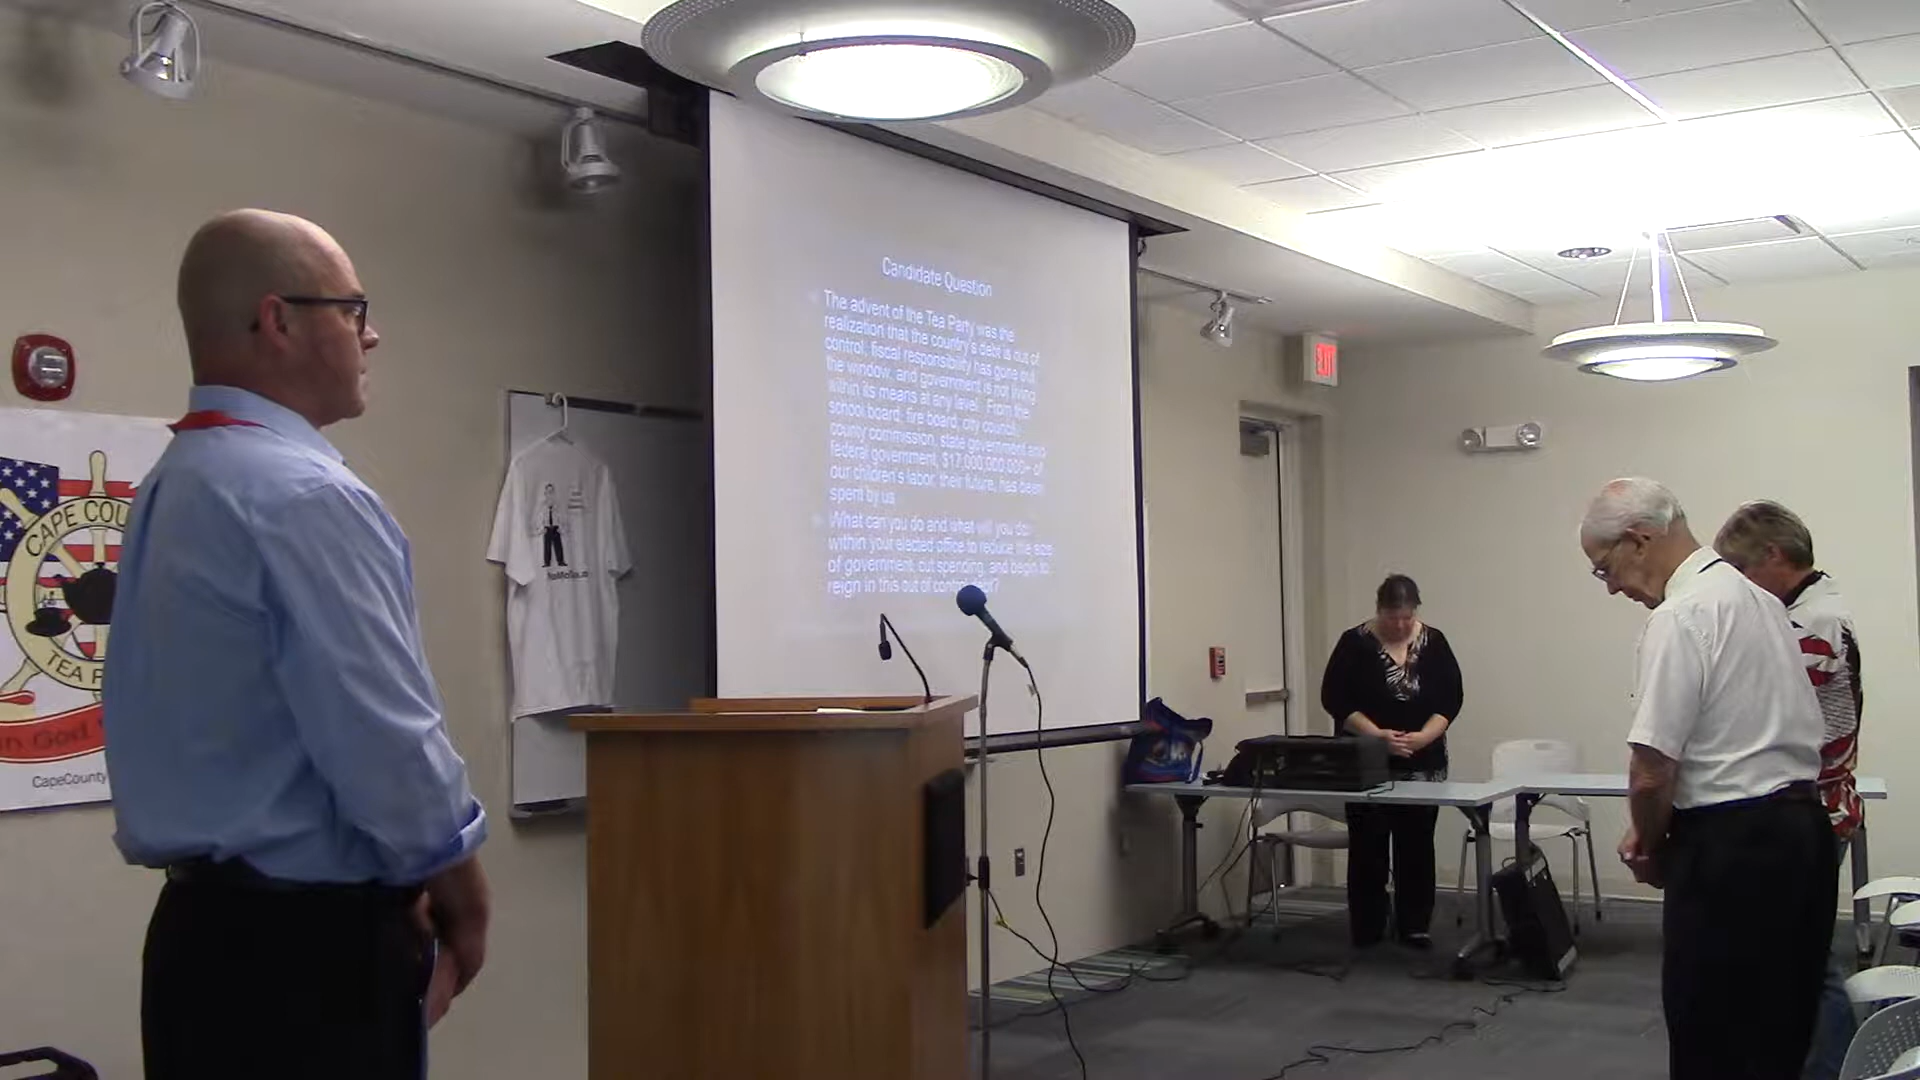 Candidate Question
The advent of the Tea Party was the
realization that the country's debt is out of
control, fiscal responsibility has gone out
the window, and government is not living
within its means at any level. From the
school board, fire board, city council,
county commission, state government and
federal government, $17,000,000,000+ of
our children's labor, their future, has been
spent by us
What can you do and what will you do
within your elected office to reduce the size
of government, cut spending, and begin to
reign in this out of control debt?
EXIT
CAPE COU
TEA P
In God
CapeCounty